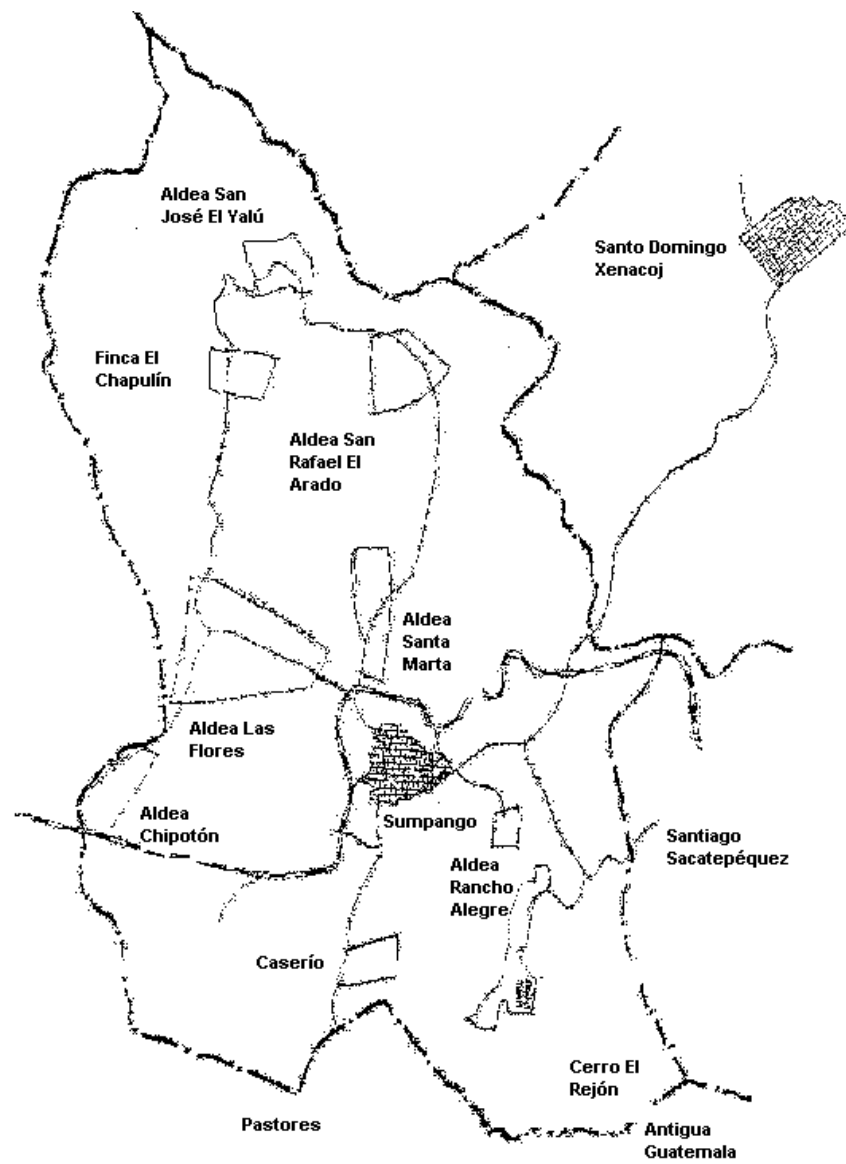 Aldea San
José El Yalú
Santo Domingo
Xenacoj
Finca El
Chapulín
Aldea San
Rafael El
Arado
Aldea
Santa
Marta
Aldea Las
Flores
Aldea
Chipotón
Sumpango
Santiago
Sacatepéquez
Aldea
Rancho
Alegre
Caserío
Cerro El
Rejón
Pastores
Antigua
Guatemala